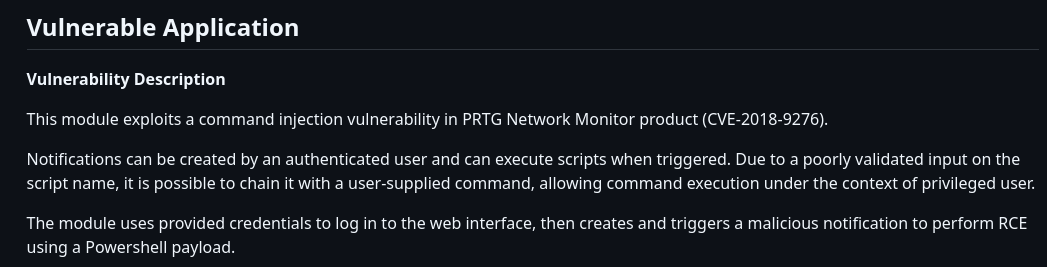 Vulnerable Application
Vulnerability Description
This module exploits a command injection vulnerability in PRTG Network Monitor product (CVE-2018-9276).
Notifications can be created by an authenticated user and can execute scripts when triggered. Due to a poorly validated input on the
script name, it is possible to chain it with a user-supplied command, allowing command execution under the context of privileged user.
The module uses provided credentials to log in to the web interface, then creates and triggers a malicious notification to perform RCE
using a Powershell payload.